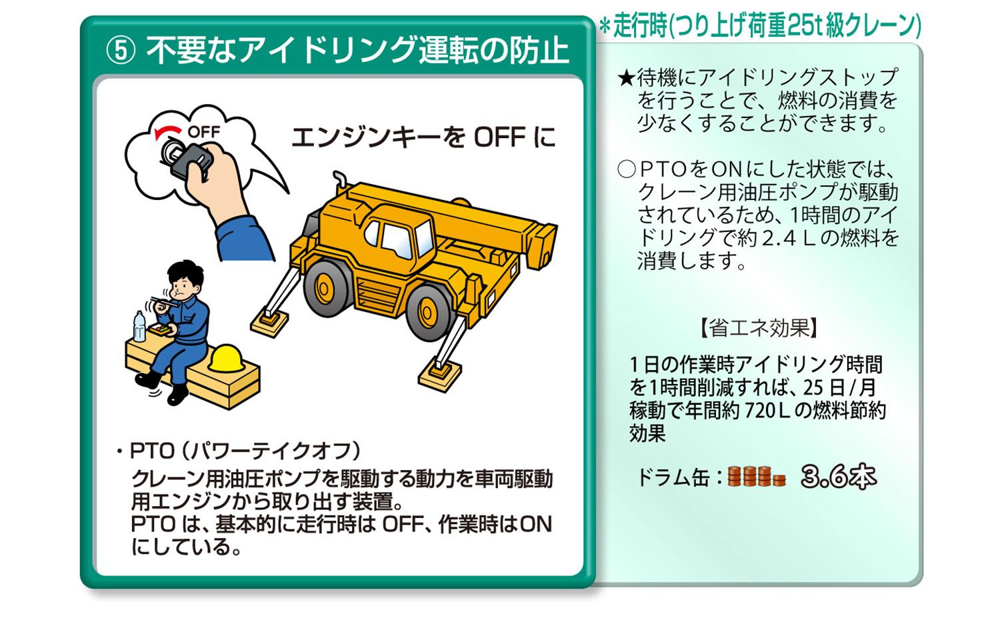 ⑤ 不要なアイドリング運転の防止
OFF
エンジンキーを OFF に
・PTO（パワーテイクオフ）
クレーン用油圧ポンプを駆動する動力を車両駆動
用エンジンから取り出す装置。
PTO は、基本的に走行時は OFF、作業時はON
にしている。
＊走行時(つり上げ荷重25t級クレーン)
★待機にアイドリングストップ
を行うことで、燃料の消費を
少なくすることができます。
○PTOをONにした状態では、
クレーン用油圧ポンプが駆動
されているため、1時間のアイ
ドリングで約２.４Ｌの燃料を
消費します。
【省エネ効果】
1日の作業時アイドリング時間
を1時間削減すれば、25 日/月
稼動で年間約 720Ｌの燃料節約
効果
ドラム缶：3.6本